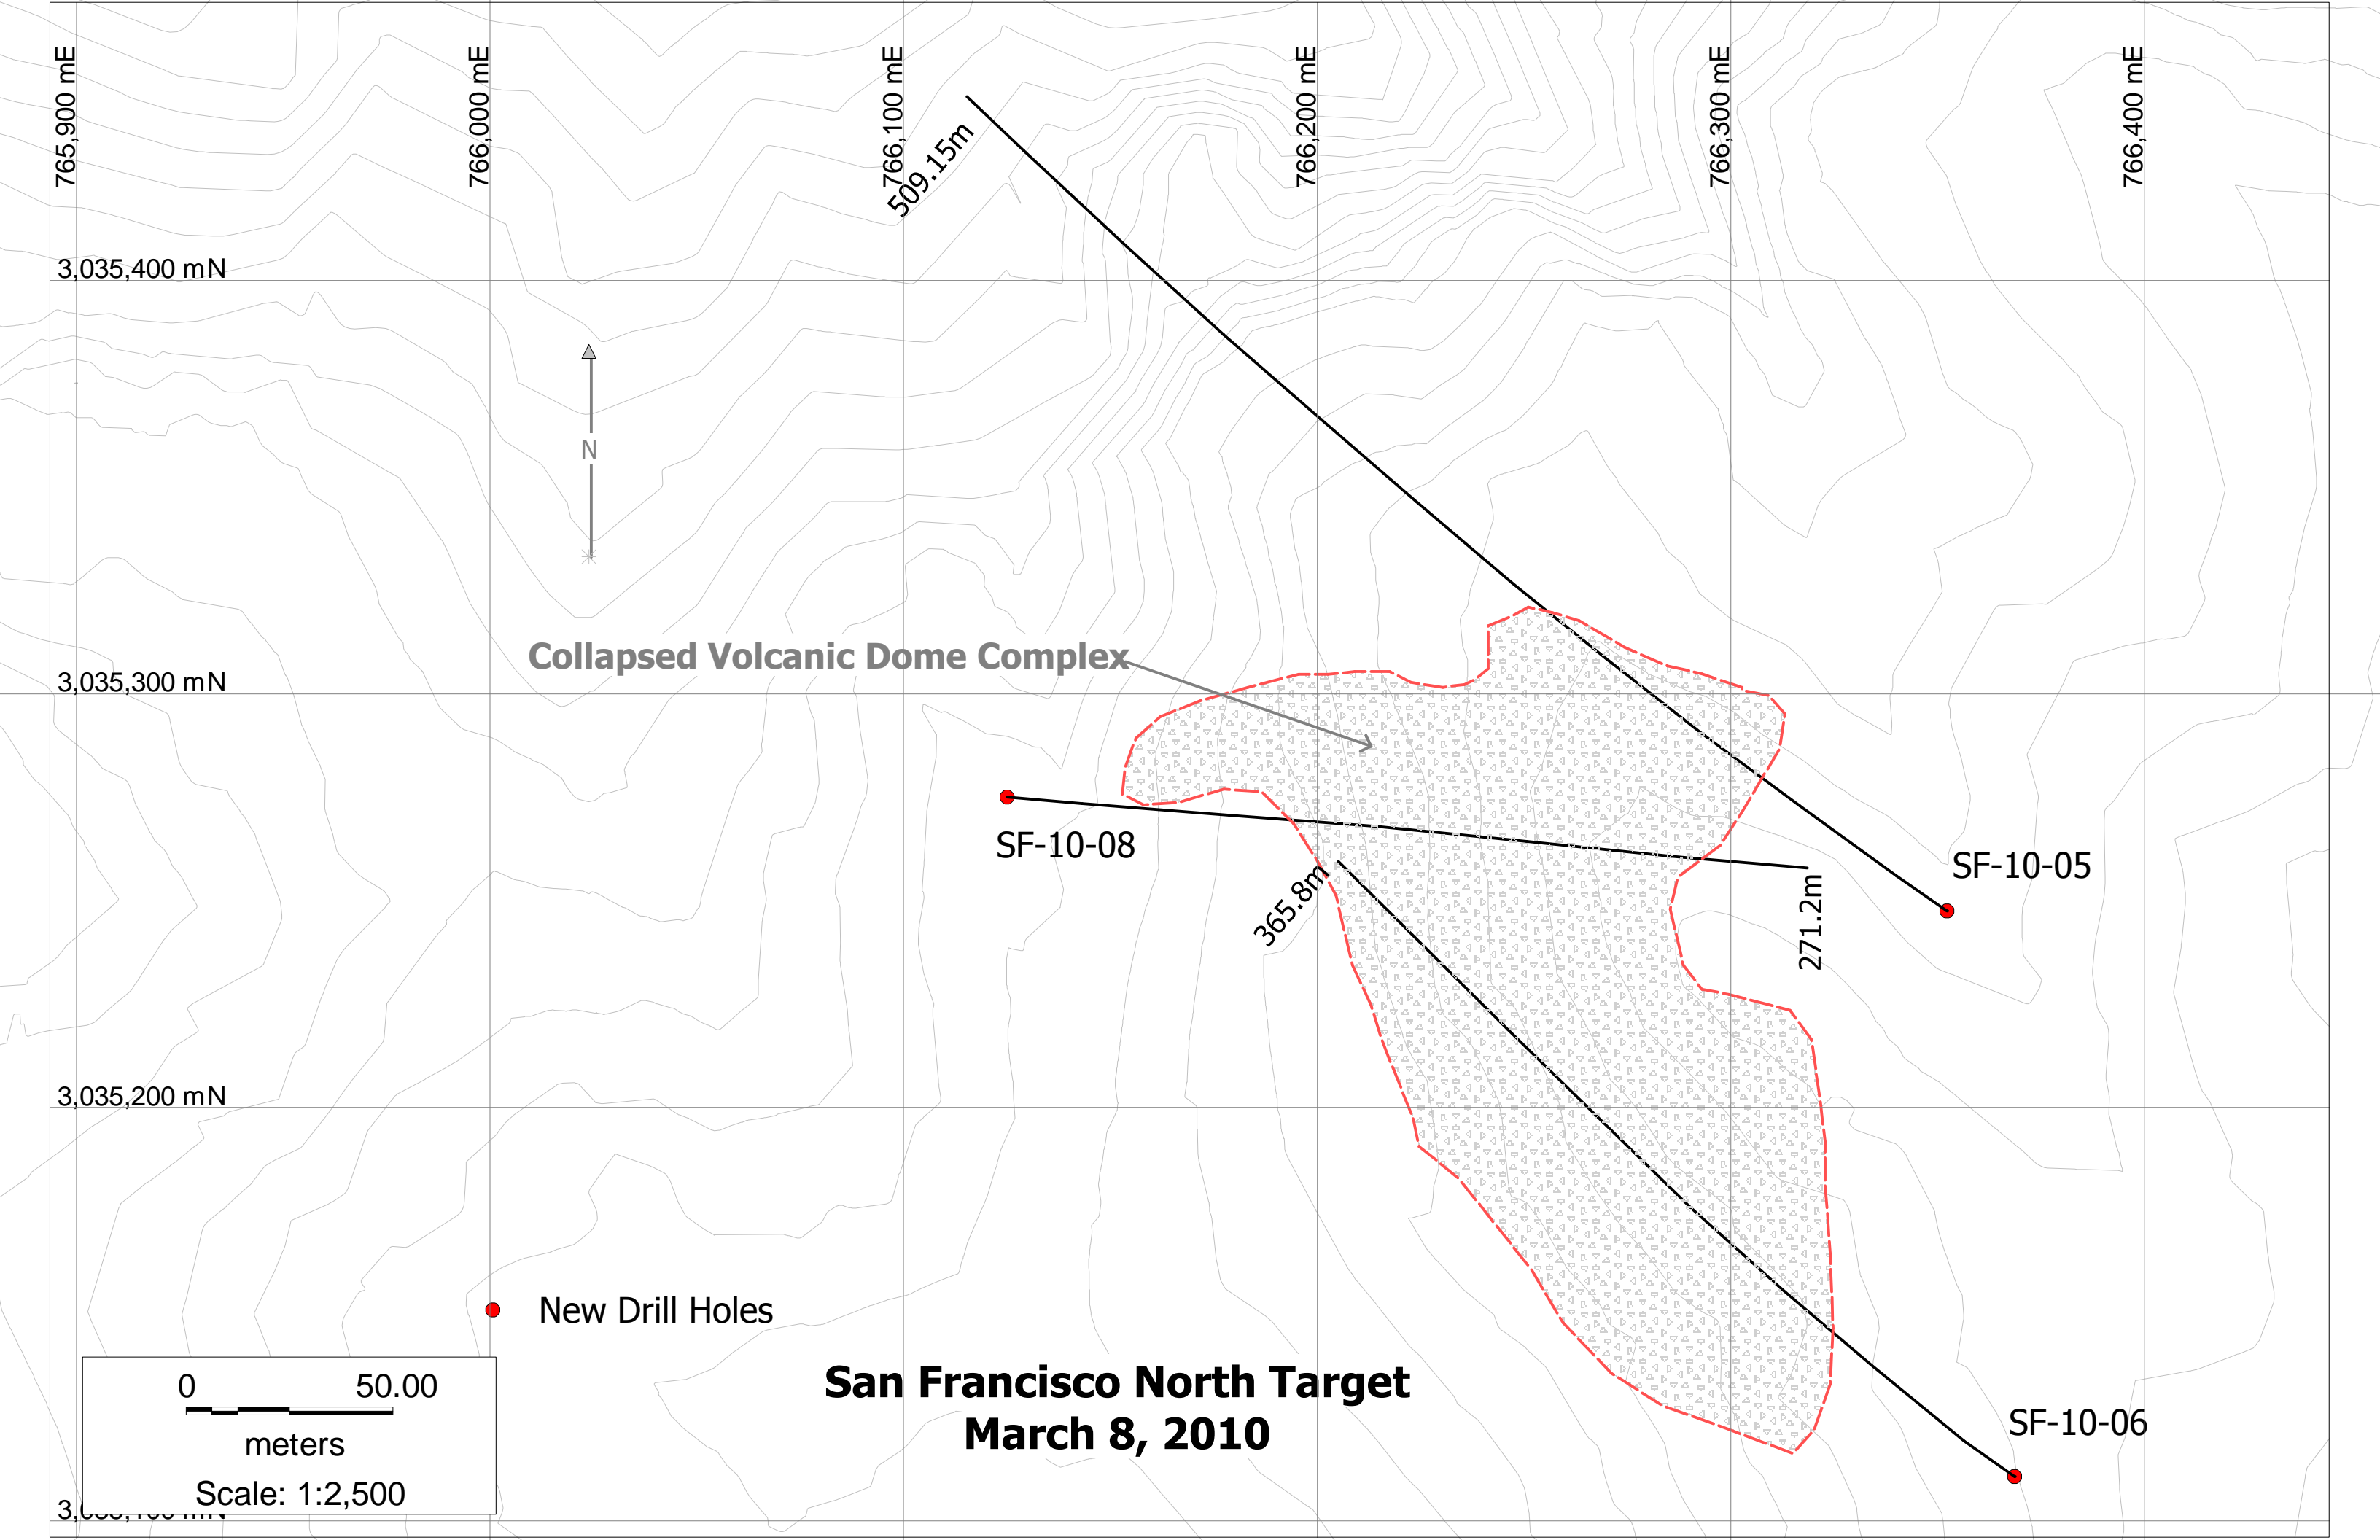 765,900 mE
766,000 mE
766,100 mE
766,200 mE
766,300 mE
766,400 mE
509.15m
3,035,400 mN
N
Collapsed Volcanic Dome Complex
3,035,300 mN
SF-10-08
365.8m
271.2m
SF-10-05
3,035,200 mN
New Drill Holes
San Francisco North Target
March 8, 2010
SF-10-06
0 50.00
meters
Scale: 1:2,500